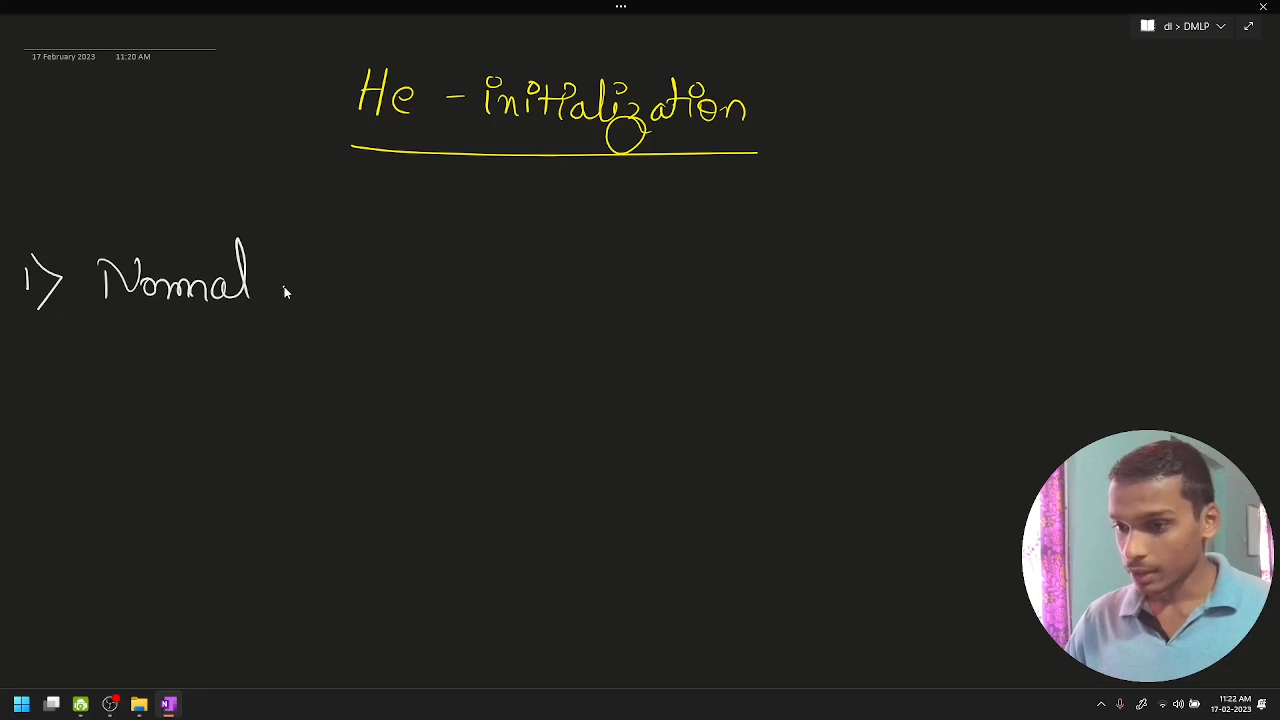 dl > DMLP
17 February 2023 11:20 AM
He - initialization
1> Normal
11:22 AM
17-02-2023